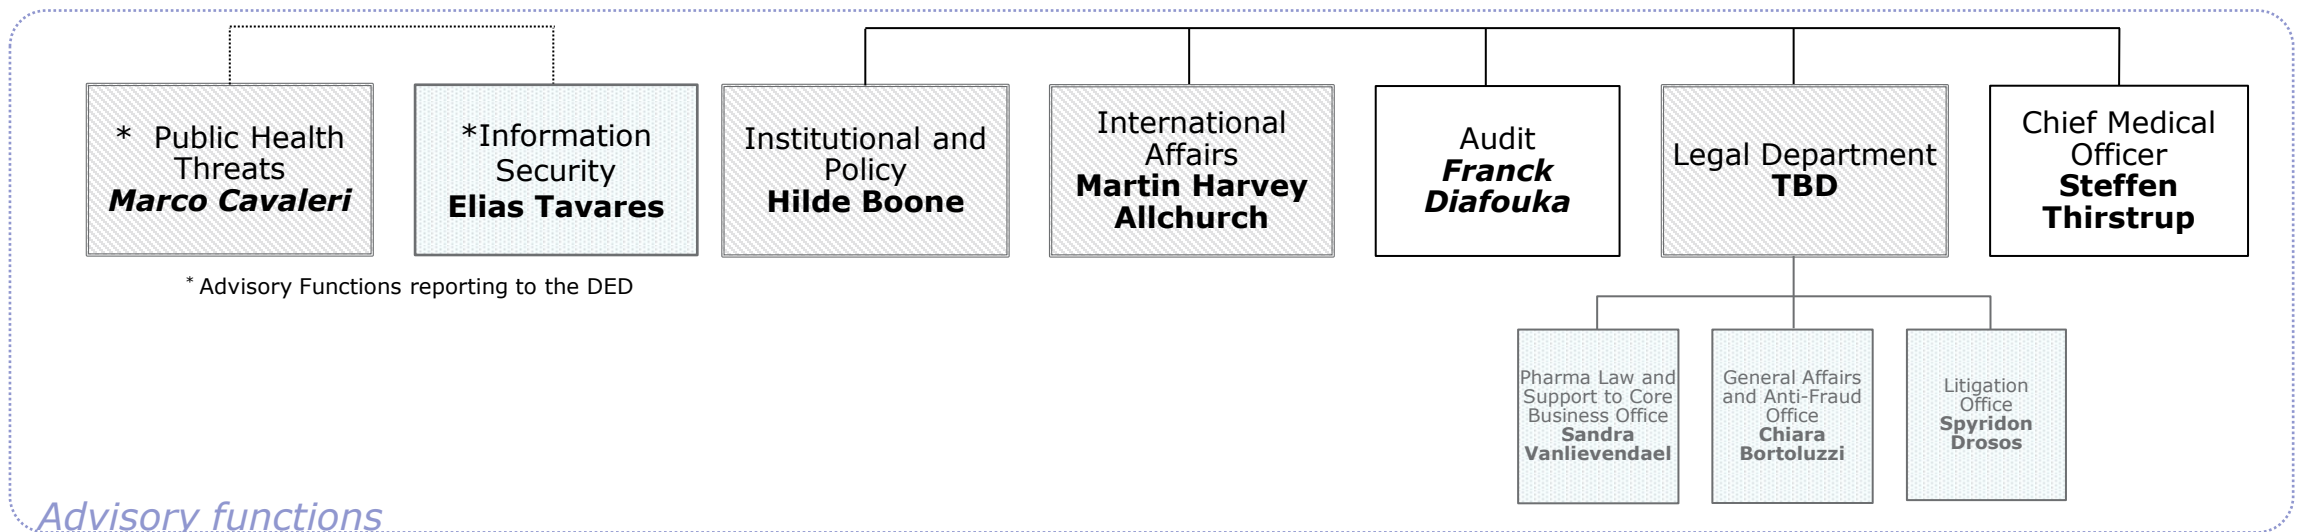 * Public Health
Threats
Marco Cavaleri
*Information
Security
Elias Tavares
Institutional and
Policy
Hilde Boone
International
Affairs
Martin Harvey
Allchurch
Audit
Franck
Diafouka
Legal Department
TBD
Chief Medical
Officer
Steffen
Thirstrup
* Advisory Functions reporting to the DED
Pharma Law and
Support to Core
Business Office
Sandra
Vanlievendael
General Affairs
and Anti-Fraud
Office
Chiara
Bortoluzzi
Litigation
Office
Spyridon
Drosos
Advisory functions